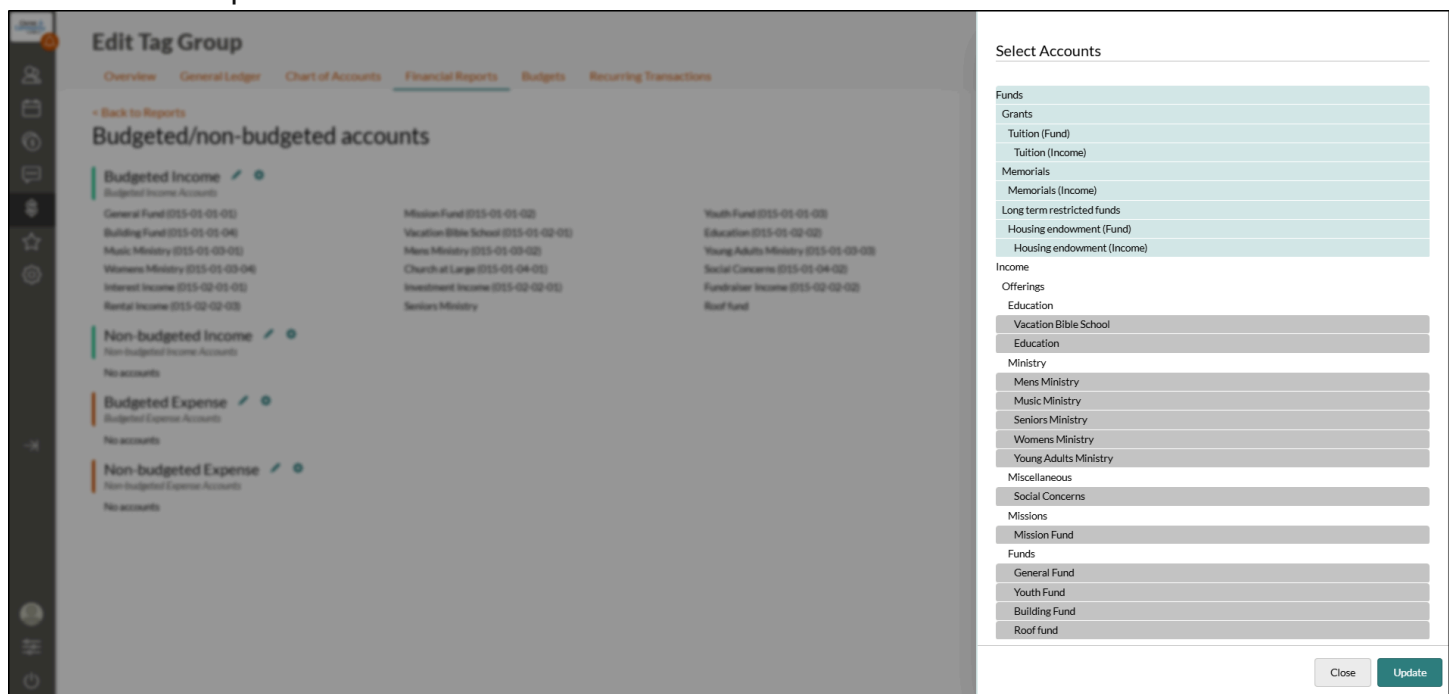 Edit Tag Group
Overview General Ledger Chart of Accounts Financial Reports Budgets Recurring Transactions
< Back to Reports
Budgeted/non-budgeted accounts
Budgeted Income
Budgeted Income Accounts
General Fund (015-01-01-01) Mission Fund (015-01-01-02) Youth Fund (015-01-01-03)
Building Fund (015-01-01-04) Vacation Bible School (015-01-02-01) Education (015-01-02-02)
Music Ministry (015-01-03-01) Mens Ministry (015-01-03-02) Young Adults Ministry (015-01-03-03)
Womens Ministry (015-01-03-04) Church at Large (015-01-04-01) Social Concerns (015-01-04-02)
Interest Income (015-02-01-01) Investment Income (015-02-02-01) Fundraiser Income (015-02-02-02)
Rental Income (015-02-02-03) Seniors Ministry Roof fund
Non-budgeted Income
Non-budgeted Income Accounts
No accounts
Budgeted Expense
Budgeted Expense Accounts
No accounts
Non-budgeted Expense
Non-budgeted Expense Accounts
No accounts
Select Accounts
Funds
Grants
Tuition (Fund)
Tuition (Income)
Memorials
Memorials (Income)
Long term restricted funds
Housing endowment (Fund)
Housing endowment (Income)
Income
Offerings
Education
Vacation Bible School
Education
Ministry
Mens Ministry
Music Ministry
Seniors Ministry
Womens Ministry
Young Adults Ministry
Miscellaneous
Social Concerns
Missions
Mission Fund
Funds
General Fund
Youth Fund
Building Fund
Roof fund
Close Update